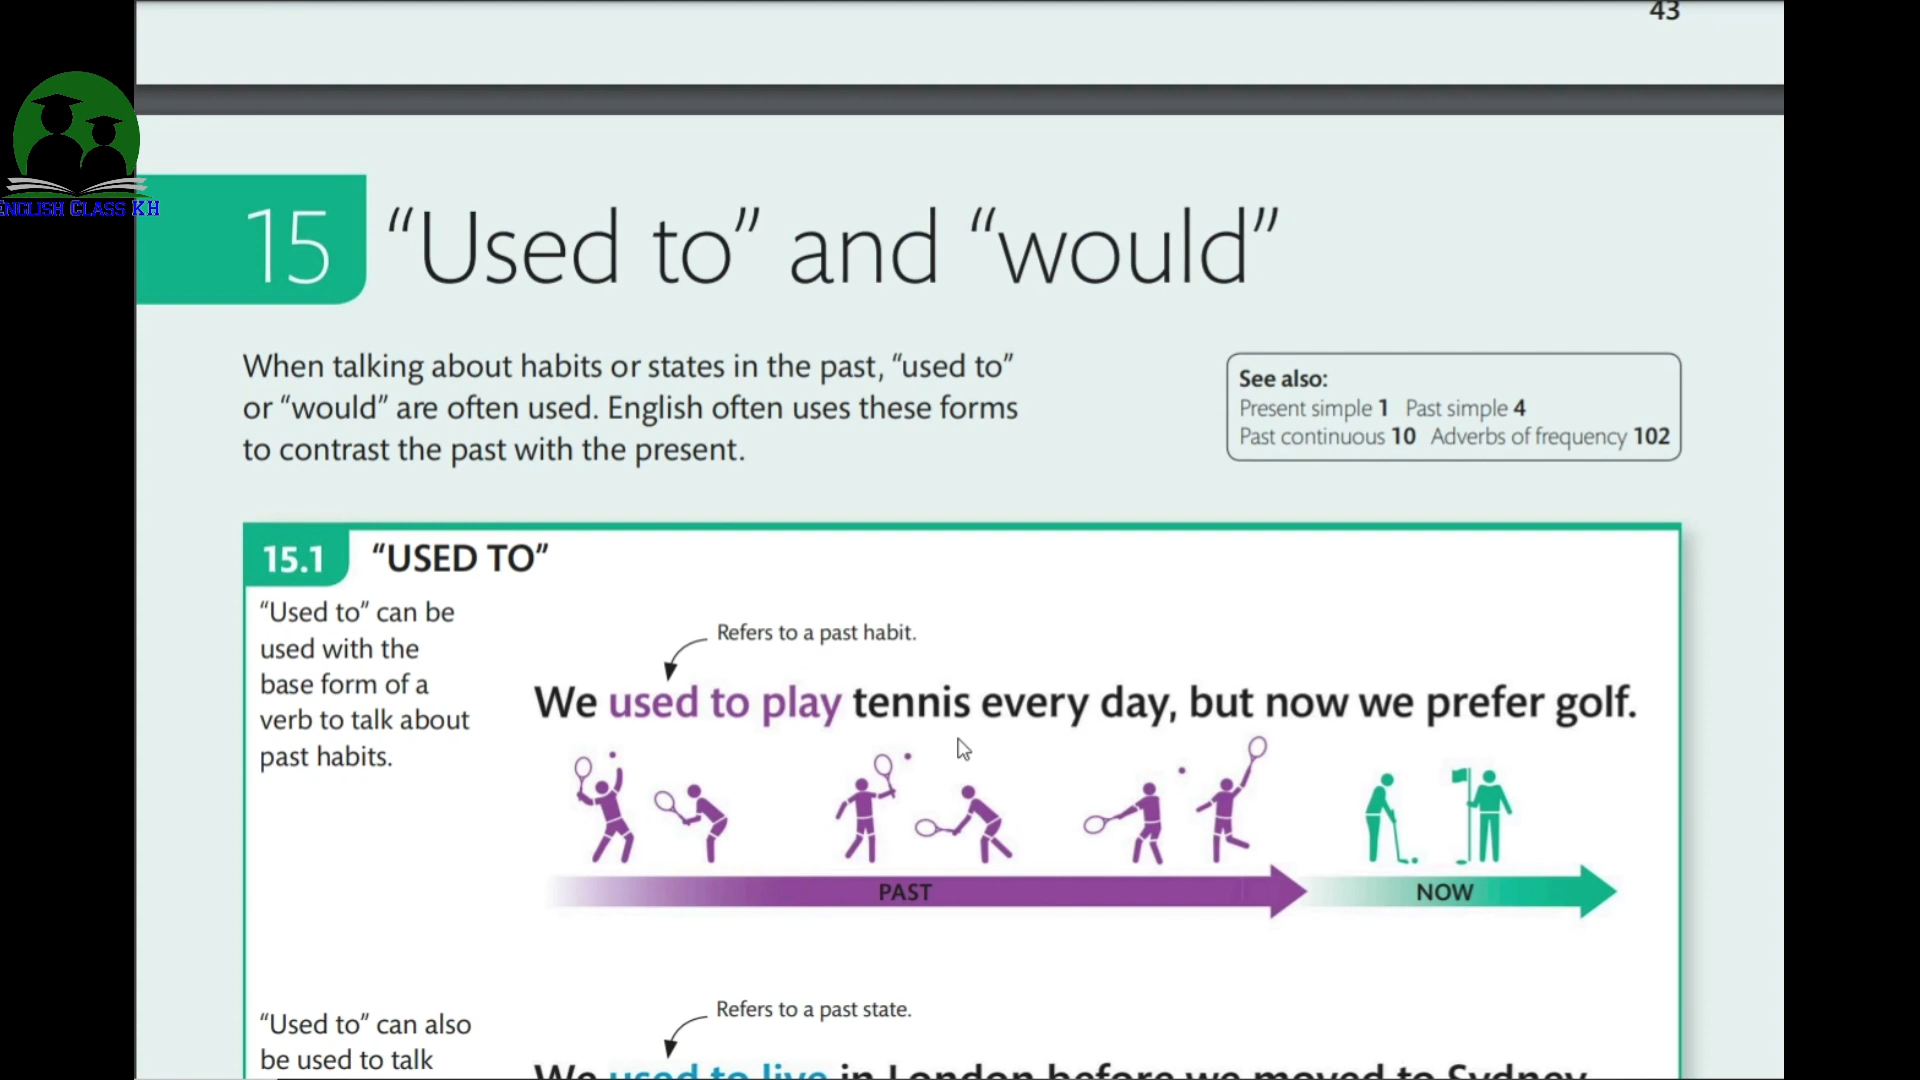 43
ENGLISH CLASS KH
15 “Used to” and “would”
When talking about habits or states in the past, “used to”
or “would” are often used. English often uses these forms
to contrast the past with the present.
See also:
Present simple 1 Past simple 4
Past continuous 10 Adverbs of frequency 102
15.1 “USED TO”
“Used to” can be
used with the
base form of a
verb to talk about
past habits.
Refers to a past habit.
We used to play tennis every day, but now we prefer golf.
PAST
NOW
“Used to” can also
be used to talk
Refers to a past state.
We used to live in London before we moved to Sydney